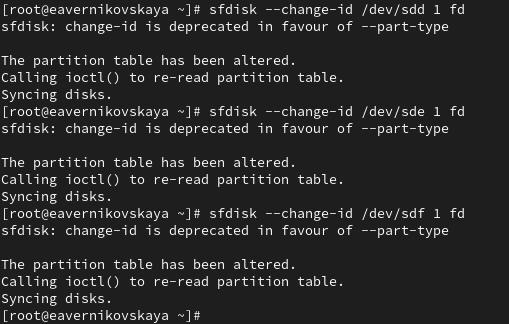 [root@eavernikovskaya ~]# sfdisk --change-id /dev/sdd 1 fd
sfdisk: change-id is deprecated in favour of --part-type
The partition table has been altered.
Calling ioctl() to re-read partition table.
Syncing disks.
[root@eavernikovskaya ~]# sfdisk --change-id /dev/sde 1 fd
sfdisk: change-id is deprecated in favour of --part-type
The partition table has been altered.
Calling ioctl() to re-read partition table.
Syncing disks.
[root@eavernikovskaya ~]# sfdisk --change-id /dev/sdf 1 fd
sfdisk: change-id is deprecated in favour of --part-type
The partition table has been altered.
Calling ioctl() to re-read partition table.
Syncing disks.
[root@eavernikovskaya ~]#